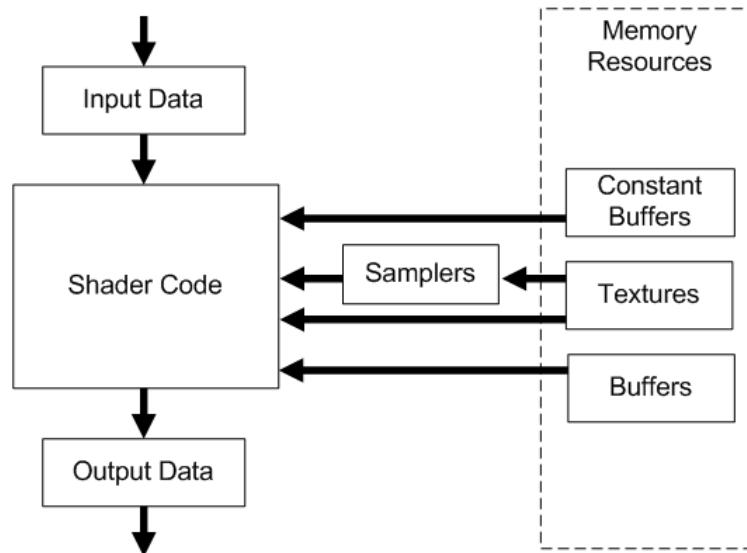 Memory
Resources
Input Data
Constant
Buffers
Shader Code
Samplers
Textures
Buffers
Output Data